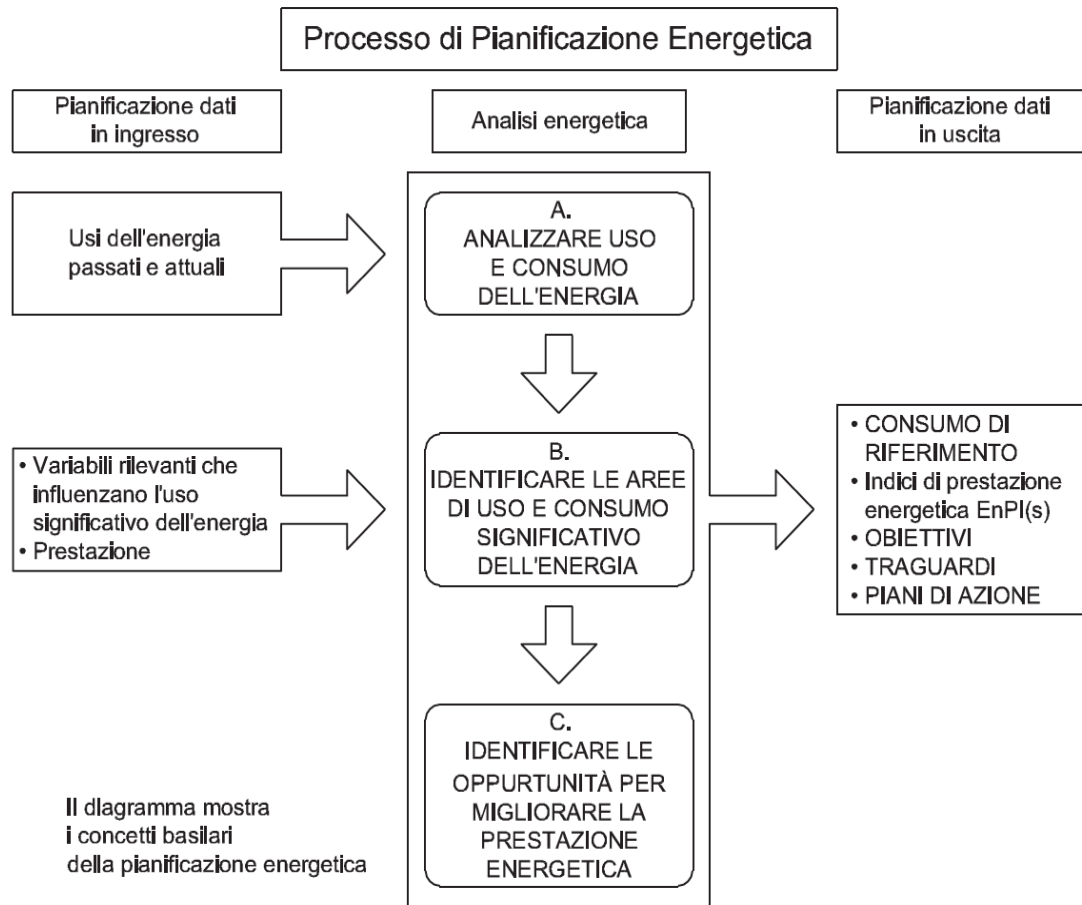 Processo di Pianificazione Energetica
Pianificazione dati
in ingresso
Analisi energetica
Pianificazione dati
in uscita
Usi dell'energia
passati e attuali
A.
ANALIZZARE USO
E CONSUMO
DELL'ENERGIA
• Variabili rilevanti che
influenzano l'uso
significativo dell'energia
• Prestazione
B.
IDENTIFICARE LE AREE
DI USO E CONSUMO
SIGNIFICATIVO
DELL'ENERGIA
• CONSUMO DI
RIFERIMENTO
• Indici di prestazione
energetica EnPI(s)
• OBIETTIVI
• TRAGUARDI
• PIANI DI AZIONE
C.
IDENTIFICARE LE
OPPURTUNITÀ PER
MIGLIORARE LA
PRESTAZIONE
ENERGETICA
Il diagramma mostra
i concetti basilari
della pianificazione energetica